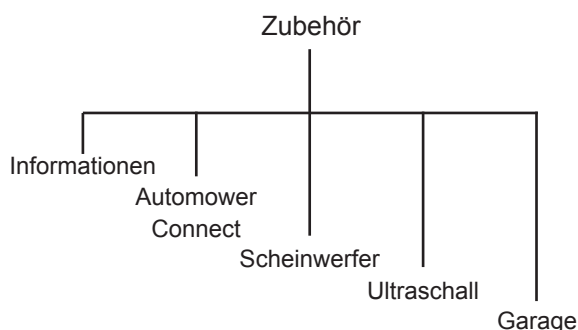 Zubehör
Informationen
Automower
Connect
Scheinwerfer
Ultraschall
Garage